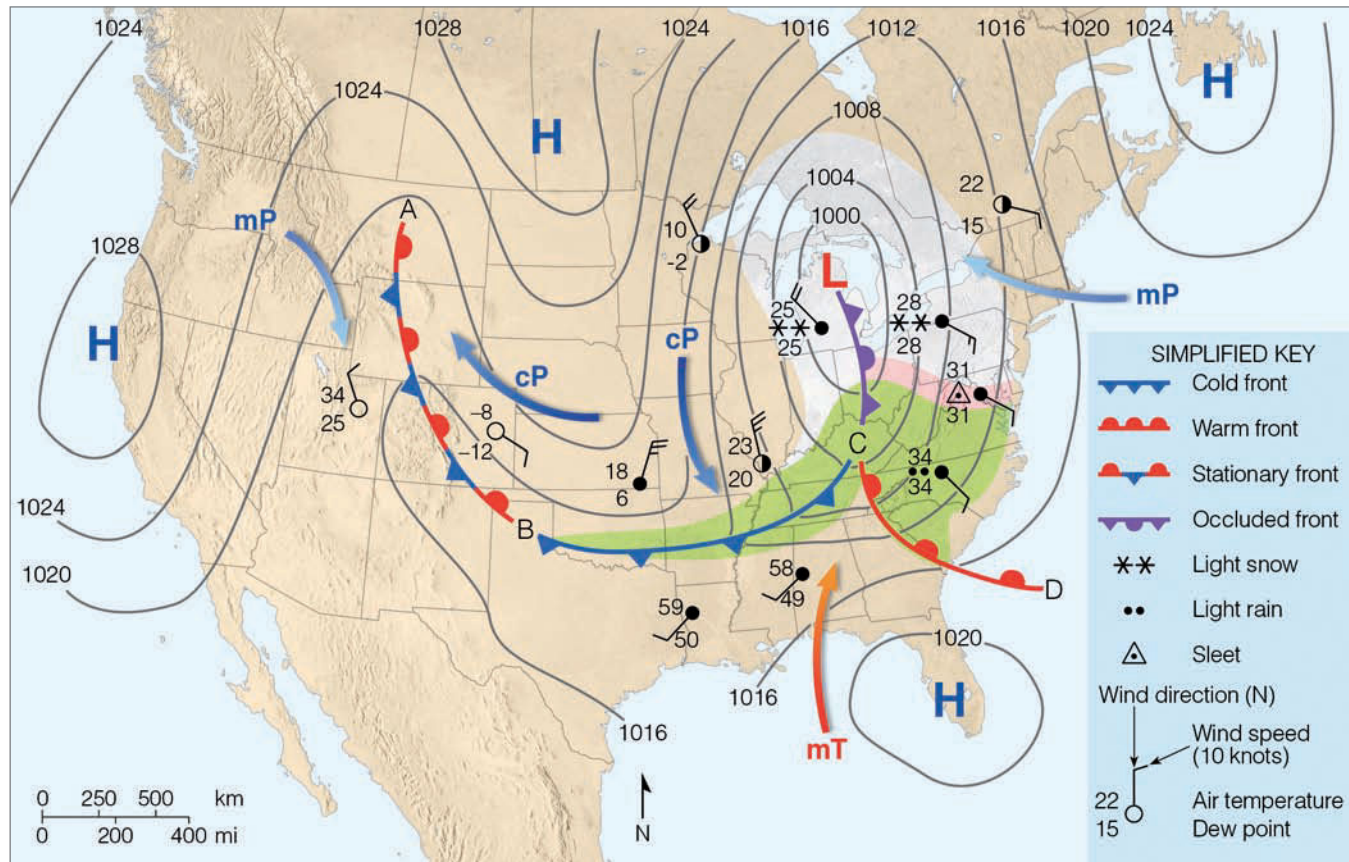 1024
1028
1024
1016
1012
1016
1020
1024
H
1024
H
1008
1004
1000
mP
A
10
-2
22
15
L
1028
H
25
25
28
28
mP
cP
cP
31
31
34
25
-8
-12
18
6
23
20
C
34
34
1024
B
1020
58
49
D
59
50
1020
1016
H
1016
mT
0 250 500 km
0 200 400 mi
N
SIMPLIFIED KEY
Cold front
Warm front
Stationary front
Occluded front
Light snow
Light rain
Sleet
Wind direction (N)
Wind speed
(10 knots)
22
15
Air temperature
Dew point